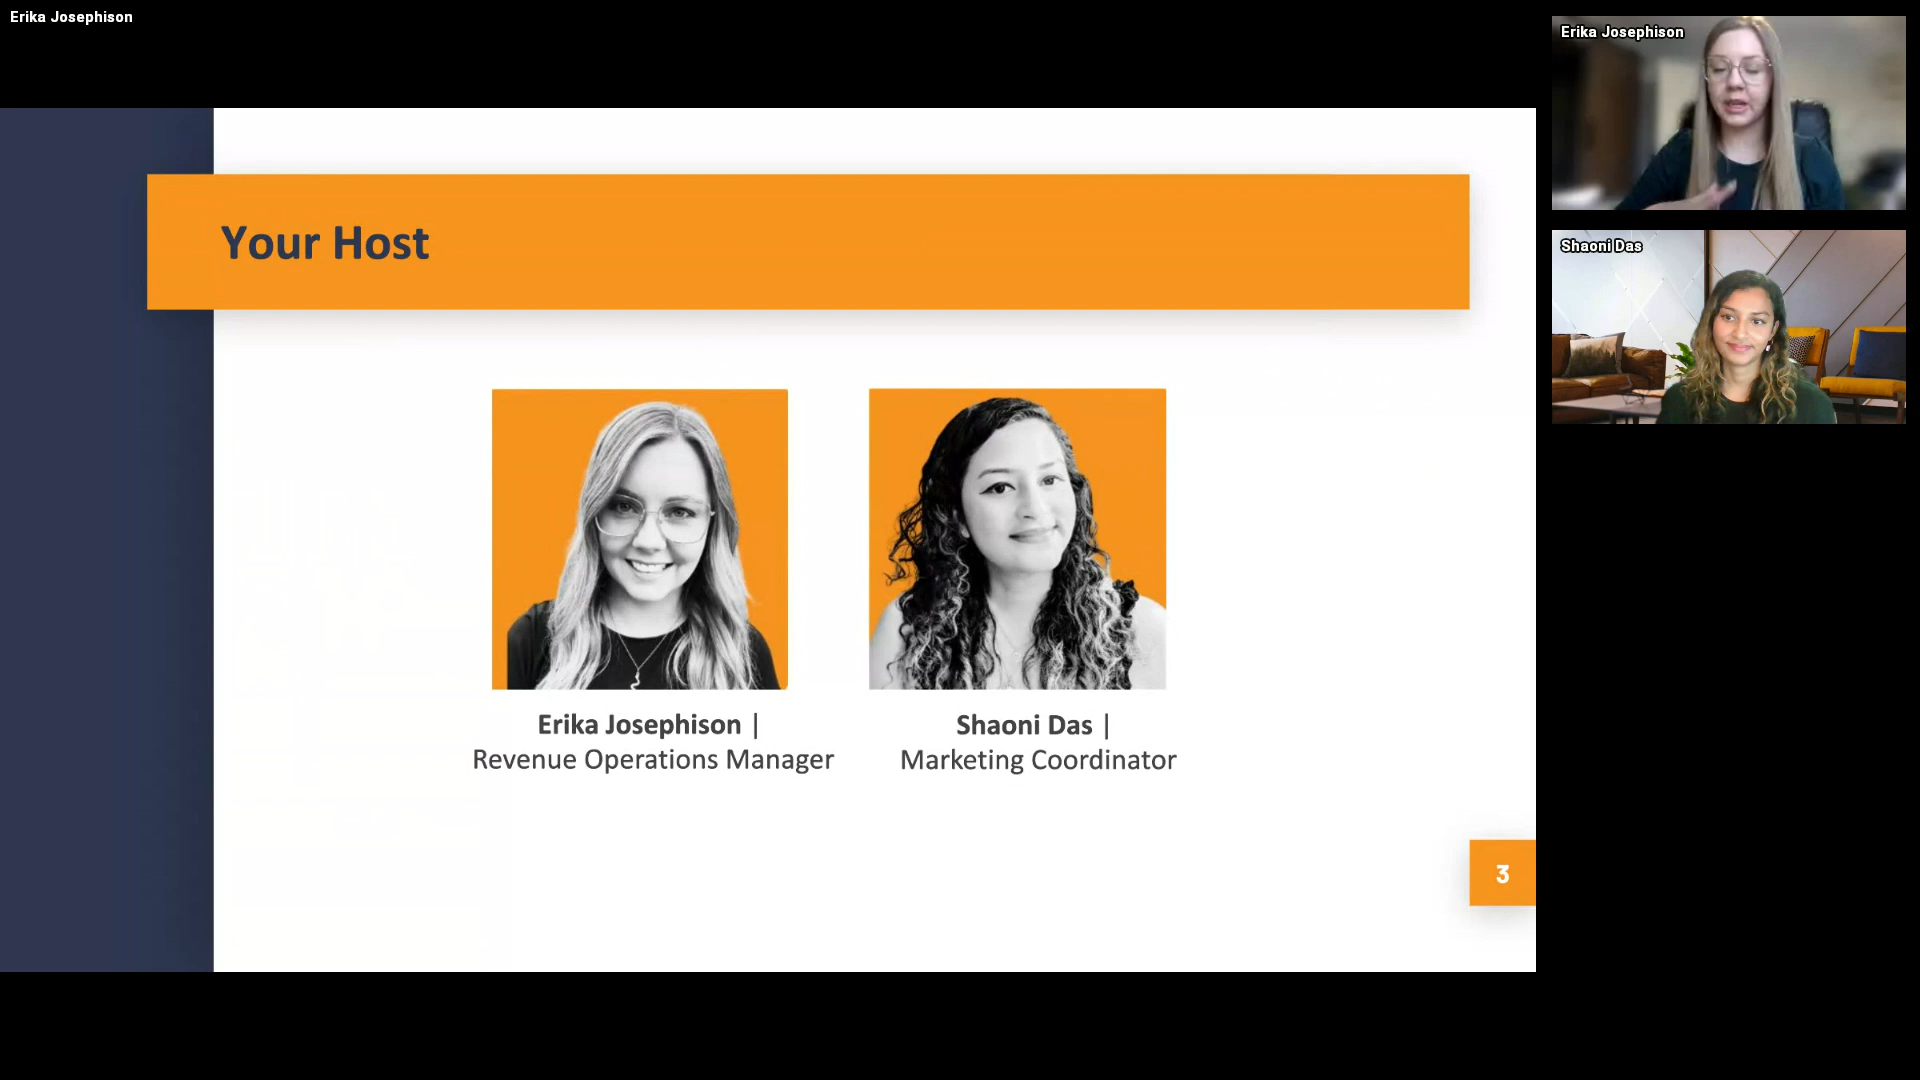 Erika Josephison
Erika Josephison
Shaoni Das
Your Host
Erika Josephison |
Revenue Operations Manager
Shaoni Das |
Marketing Coordinator
3